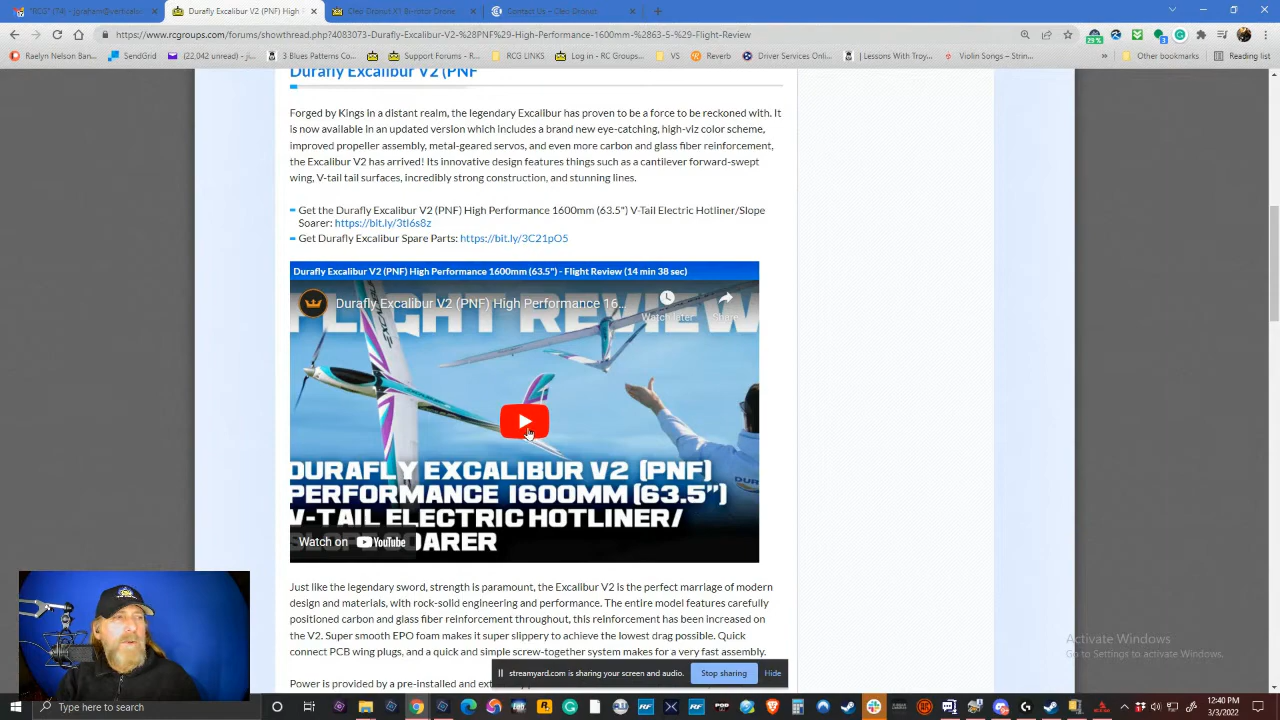 "RCG" (T4) - jgraham@vertical
Durafly Excalibur V2 (PNF) High
Contact Us – Cleo Dronut
https://www.rcgroups.com/forums/showthread.php?4083073-Durafly-Excalibur-V2-%28PNF%29-High-Performance-1600mm-%2863-5-%29-Flight-Review
Raelyn Nelson Ban...
SendGrid
(22,042 unread) -...
3 Blues Patterns Co...
Support
RCG LINKS
Log in - RC Groups...
VS
Reverb
Driver Services Onli...
Lessons With Troy...
Violin Songs – Strin...
»
Other bookmarks
Reading list
Durafly Excalibur V2 (PNF
Forged by Kings in a distant realm, the legendary Excalibur has proven to be a force to be reckoned with. It
is now available in an updated version which includes a brand new eye-catching, high-viz color scheme,
improved propeller assembly, metal-geared servos, and even more carbon and glass fiber reinforcement,
the Excalibur V2 has arrived! Its innovative design features things such as a cantilever forward-swept
wing, V-tail tail surfaces, incredibly strong construction, and stunning lines.
Get the Durafly Excalibur V2 (PNF) High Performance 1600mm (63.5") V-Tail Electric Hotliner/Slope
Soarer: https://bit.ly/3tI6s8z
Get Durafly Excalibur Spare Parts: https://bit.ly/3C21pO5
Durafly Excalibur V2 (PNF) High Performance 1600mm (63.5") - Flight Review (14 min 38 sec)
Durafly Excalibur V2 (PNF) High Performance 16...
Watch later
Share
FLIGHT REVIEW
DURAFLY EXCALIBUR V2 (PNF)
PERFORMANCE 1600MM (63.5")
V-TAIL ELECTRIC HOTLINER/
SLOPE SOARER
Watch on YouTube
Just like the legendary sword, strength is paramount, the Excalibur V2 is the perfect marriage of modern
design and materials, with rock-solid engineering and performance. The entire model features carefully
positioned carbon and glass fiber reinforcement throughout, this reinforcement has been increased on
the V2. Super smooth EPO foam makes it super slippery to achieve the lowest drag possible. Quick
connect PCB wing plugs, and a quick and simple screw-together system makes for a very fast assembly.
Power is provided by a pre-installed and ext
streamyard.com is sharing your screen and audio.
Stop sharing
Hide
Activate Windows
Go to Settings to activate Windows.
Type here to search
12:40 PM
3/3/2022